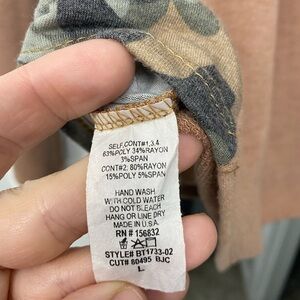 SELF,CONT#1,3,4
63%POLY 34%RAYON
3%SPAN
CONT#2, 80%RAYON
15%POLY 5%SPAN
HAND WASH
WITH COLD WATER
DO NOT BLEACH
HANG OR LINE DRY
MADE IN U.S.A.
RN # 156832
STYLE# BT1733-02
CUT# 80495 BJC
L